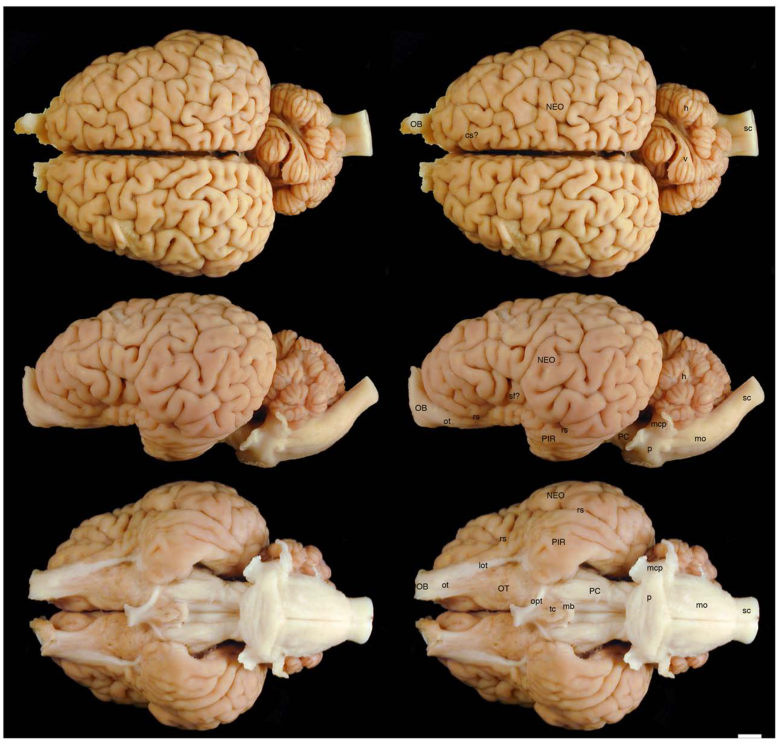 OB
NEO
cs?
h
v
sc
NEO
sf?
h
OB
ot
rs
rs
PIR
PC
mcp
p
mo
sc
NEO
rs
rs
PIR
lot
mcp
OB
ot
OT
opt
tc
mb
PC
p
mo
sc